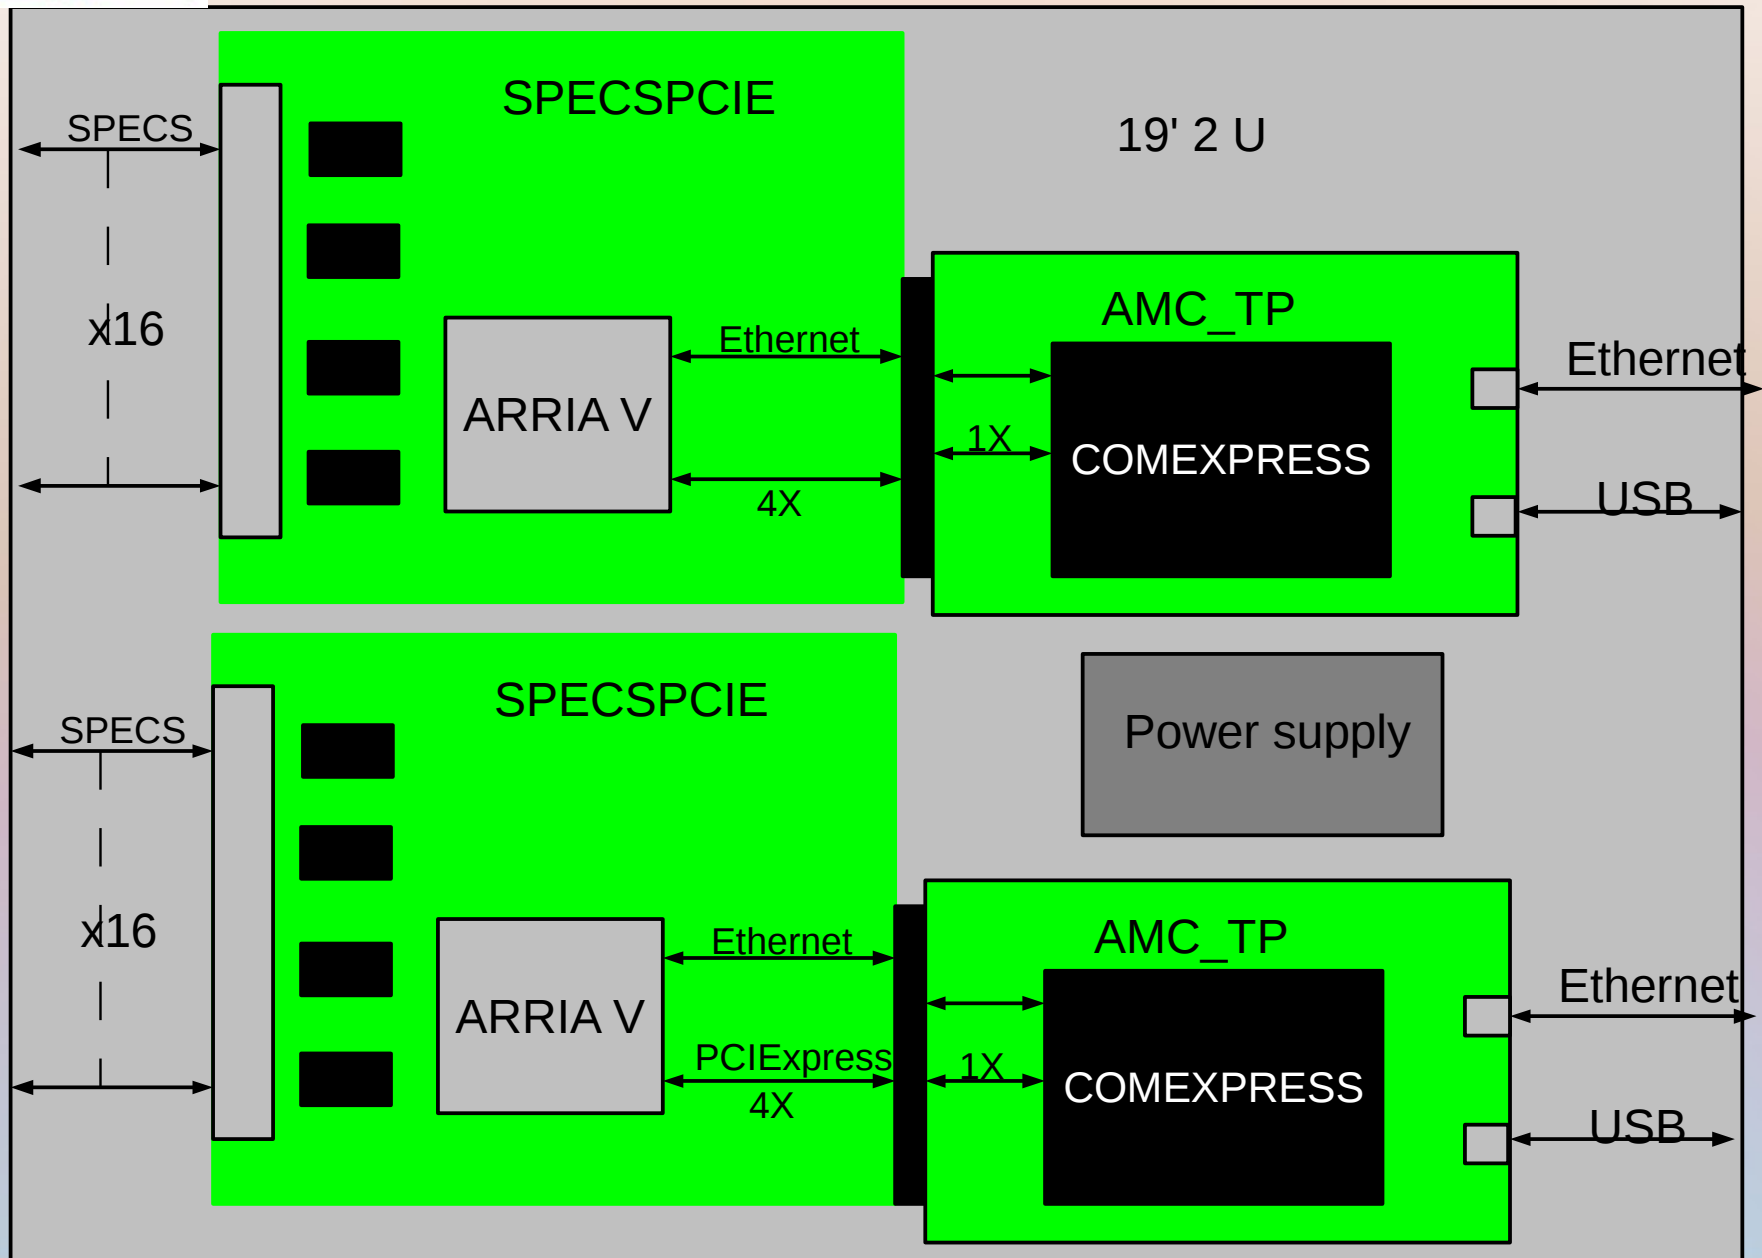 SPECSPCIE
SPECS
19' 2 U
AMC_TP
x16
Ethernet
Ethernet
ARRIA V
1X
COMEXPRESS
4X
USB
SPECSPCIE
SPECS
Power supply
x16
Ethernet
AMC_TP
Ethernet
ARRIA V
PCIExpress
1X
COMEXPRESS
4X
USB